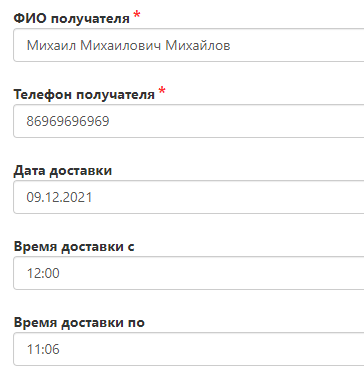 ФИО получателя *
Михаил Михаилович Михайлов
Телефон получателя *
86969696969
Дата доставки
09.12.2021
Время доставки с
12:00
Время доставки по
11:06